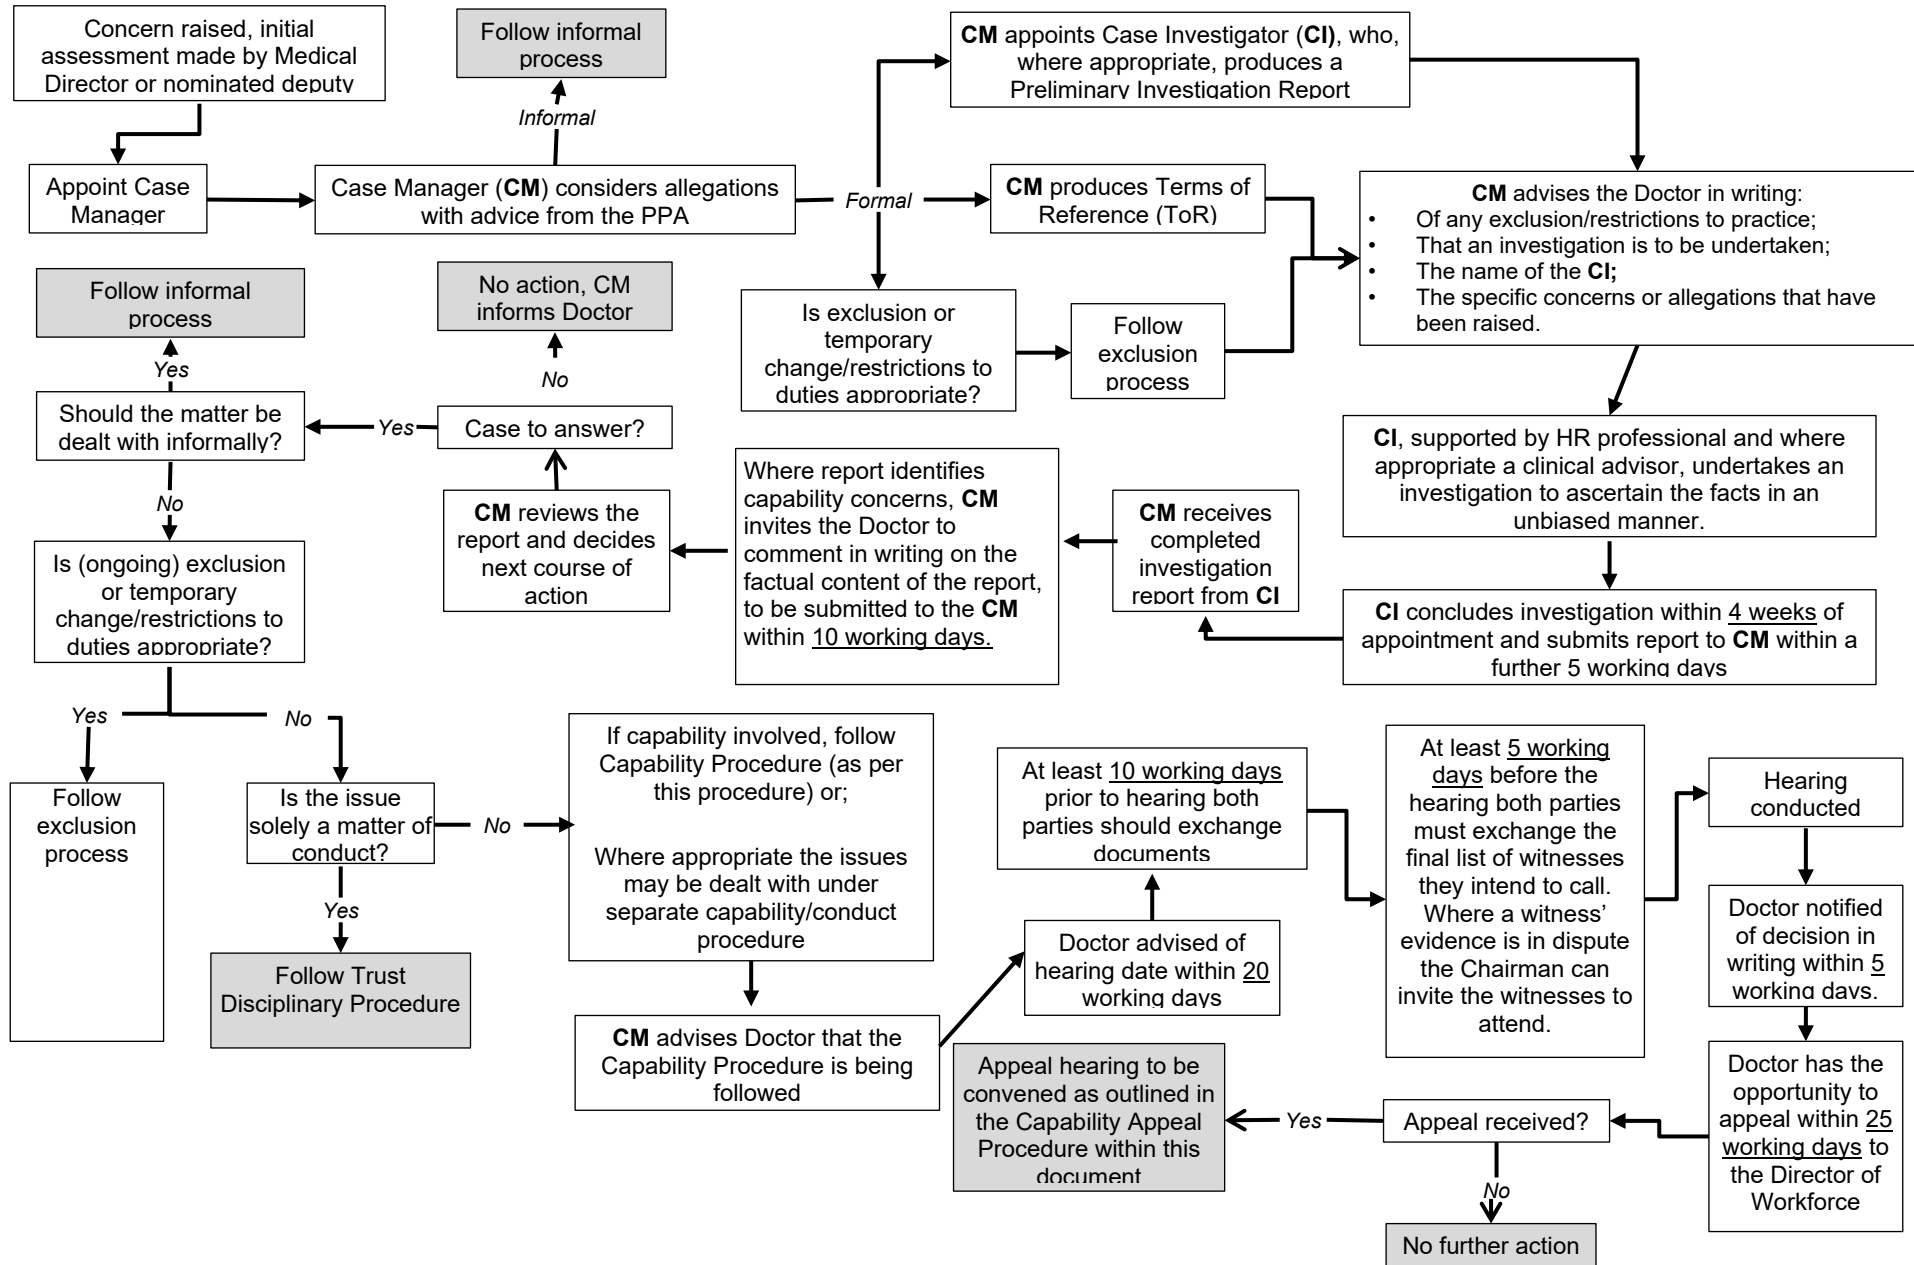 Concern raised, initial
assessment made by Medical
Director or nominated deputy
Follow informal
process
CM appoints Case Investigator (CI), who,
where appropriate, produces a
Preliminary Investigation Report
Informal
Appoint Case
Manager
Case Manager (CM) considers allegations
with advice from the PPA
Formal
CM produces Terms of
Reference (ToR)
CM advises the Doctor in writing:
• Of any exclusion/restrictions to practice;
• That an investigation is to be undertaken;
• The name of the CI;
• The specific concerns or allegations that have
been raised.
Follow informal
process
No action, CM
informs Doctor
Is exclusion or
temporary
change/restrictions to
duties appropriate?
Follow
exclusion
process
Yes
No
Should the matter be
dealt with informally?
Yes
Case to answer?
CI, supported by HR professional and where
appropriate a clinical advisor, undertakes an
investigation to ascertain the facts in an
unbiased manner.
Where report identifies
capability concerns, CM
invites the Doctor to
comment in writing on the
factual content of the report,
to be submitted to the CM
within 10 working days.
No
CM reviews the
report and decides
next course of
action
CM receives
completed
investigation
report from CI
Is (ongoing) exclusion
or temporary
change/restrictions to
duties appropriate?
CI concludes investigation within 4 weeks of
appointment and submits report to CM within a
further 5 working days
Yes
No
Follow
exclusion
process
Is the issue
solely a matter of
conduct?
No
If capability involved, follow
Capability Procedure (as per
this procedure) or;
Where appropriate the issues
may be dealt with under
separate capability/conduct
procedure
At least 10 working days
prior to hearing both
parties should exchange
documents
At least 5 working
days before the
hearing both parties
must exchange the
final list of witnesses
they intend to call.
Where a witness’
evidence is in dispute
the Chairman can
invite the witnesses to
attend.
Hearing
conducted
Yes
Follow Trust
Disciplinary Procedure
Doctor advised of
hearing date within 20
working days
Doctor notified
of decision in
writing within 5
working days.
CM advises Doctor that the
Capability Procedure is being
followed
Appeal hearing to be
convened as outlined in
the Capability Appeal
Procedure within this
document
Yes
Appeal received?
Doctor has the
opportunity to
appeal within 25
working days to
the Director of
Workforce
No
No further action